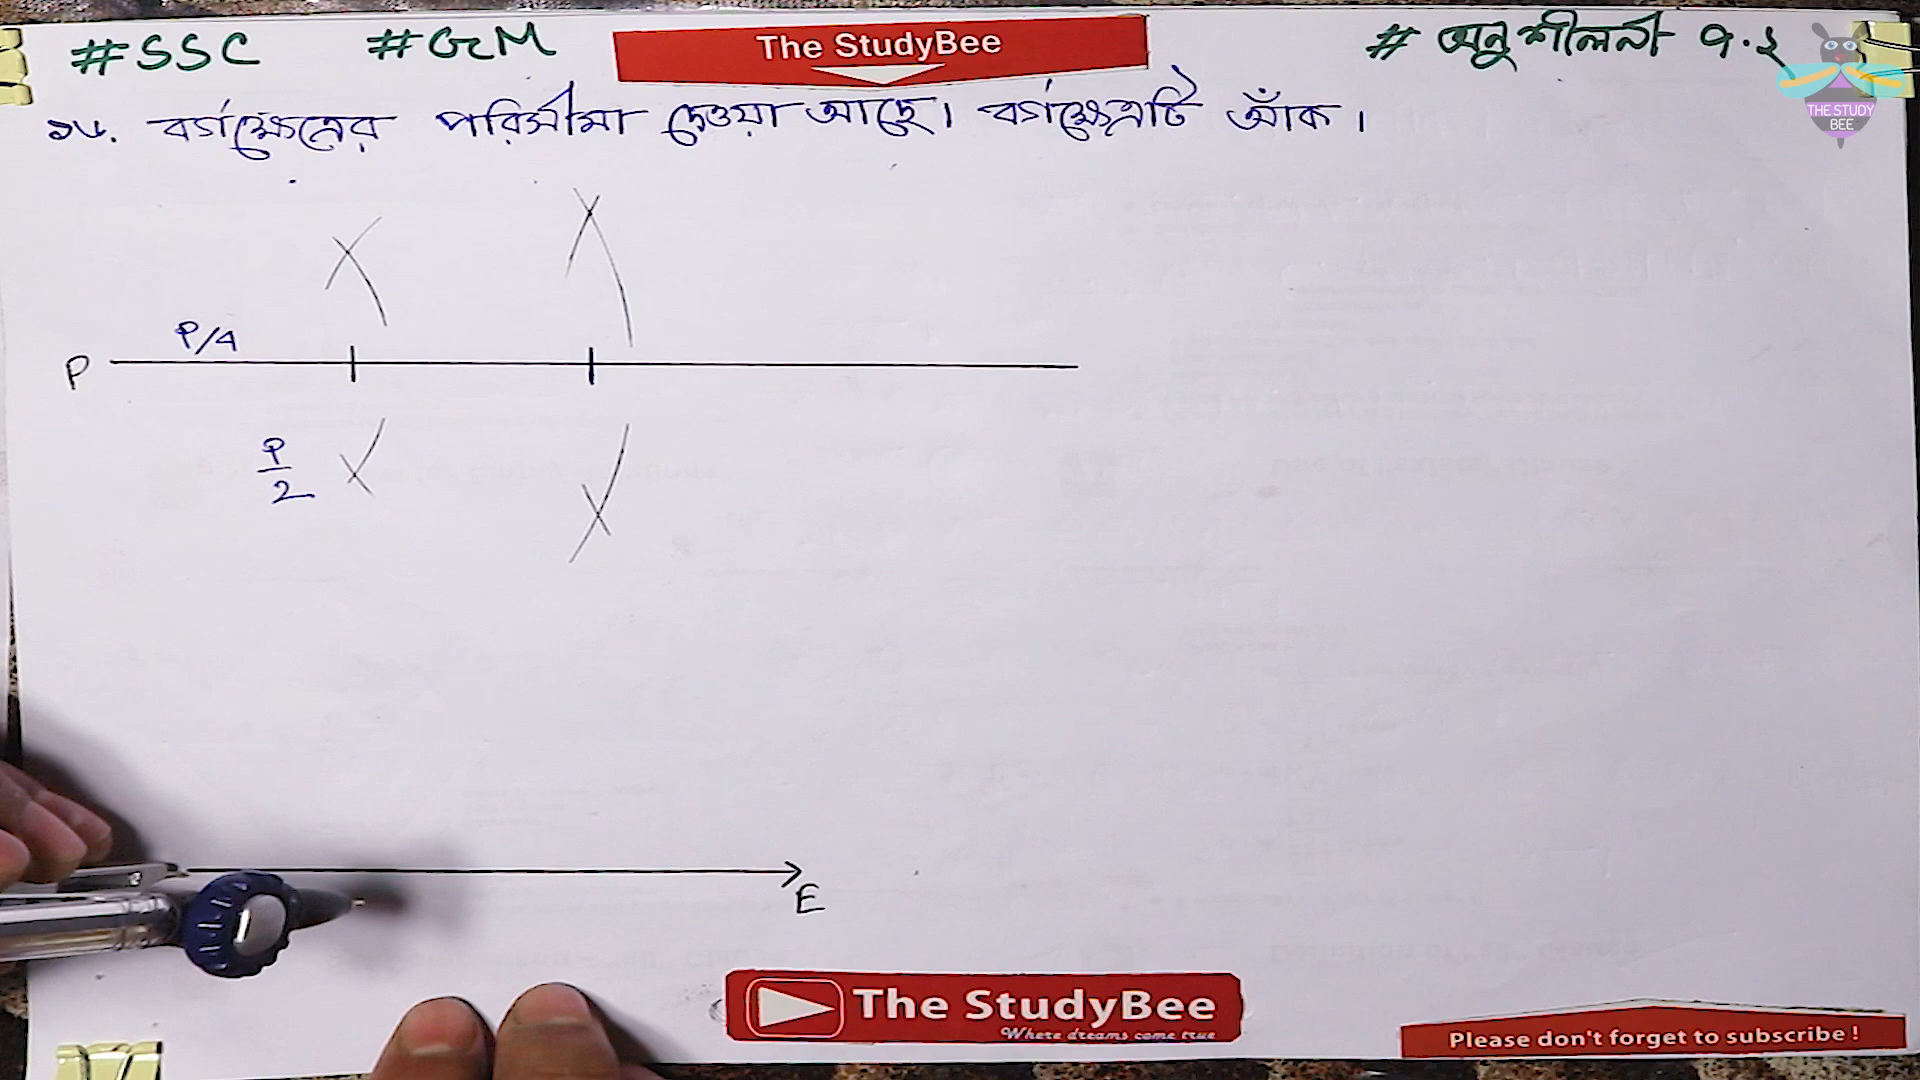 #SSC #GM The StudyBee # অনুশীলনী ৭.২
THE STUDY
BEE
১৬. বর্গক্ষেত্রের পরিসীমা দেওয়া আছে। বর্গক্ষেত্রটি আঁক।
P/4
P
P
2
E
The StudyBee
Where dreams come true
Please don't forget to subscribe !